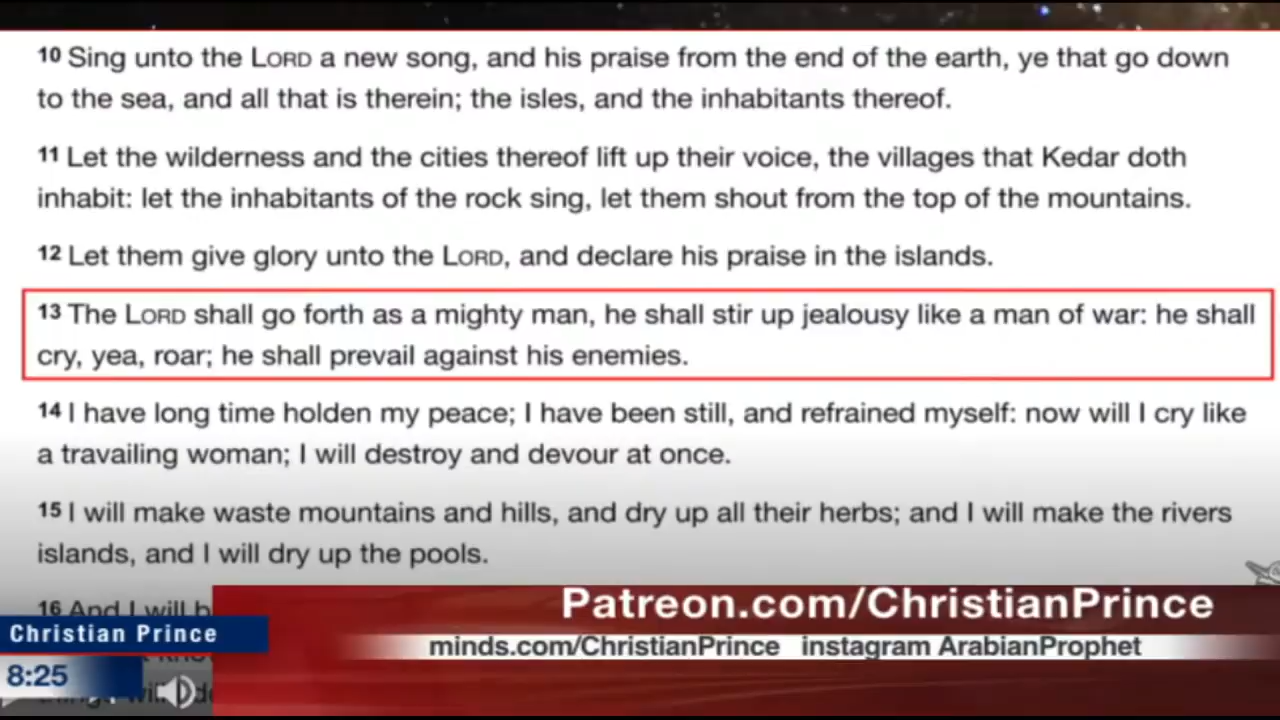 10 Sing unto the LORD a new song, and his praise from the end of the earth, ye that go down
to the sea, and all that is therein; the isles, and the inhabitants thereof.
11 Let the wilderness and the cities thereof lift up their voice, the villages that Kedar doth
inhabit: let the inhabitants of the rock sing, let them shout from the top of the mountains.
12 Let them give glory unto the LORD, and declare his praise in the islands.
13 The LORD shall go forth as a mighty man, he shall stir up jealousy like a man of war: he shall
cry, yea, roar; he shall prevail against his enemies.
14 I have long time holden my peace; I have been still, and refrained myself: now will I cry like
a travailing woman; I will destroy and devour at once.
15 I will make waste mountains and hills, and dry up all their herbs; and I will make the rivers
islands, and I will dry up the pools.
16 And I will b
Patreon.com/ChristianPrince
Christian Prince
minds.com/ChristianPrince instagram ArabianProphet
8:25